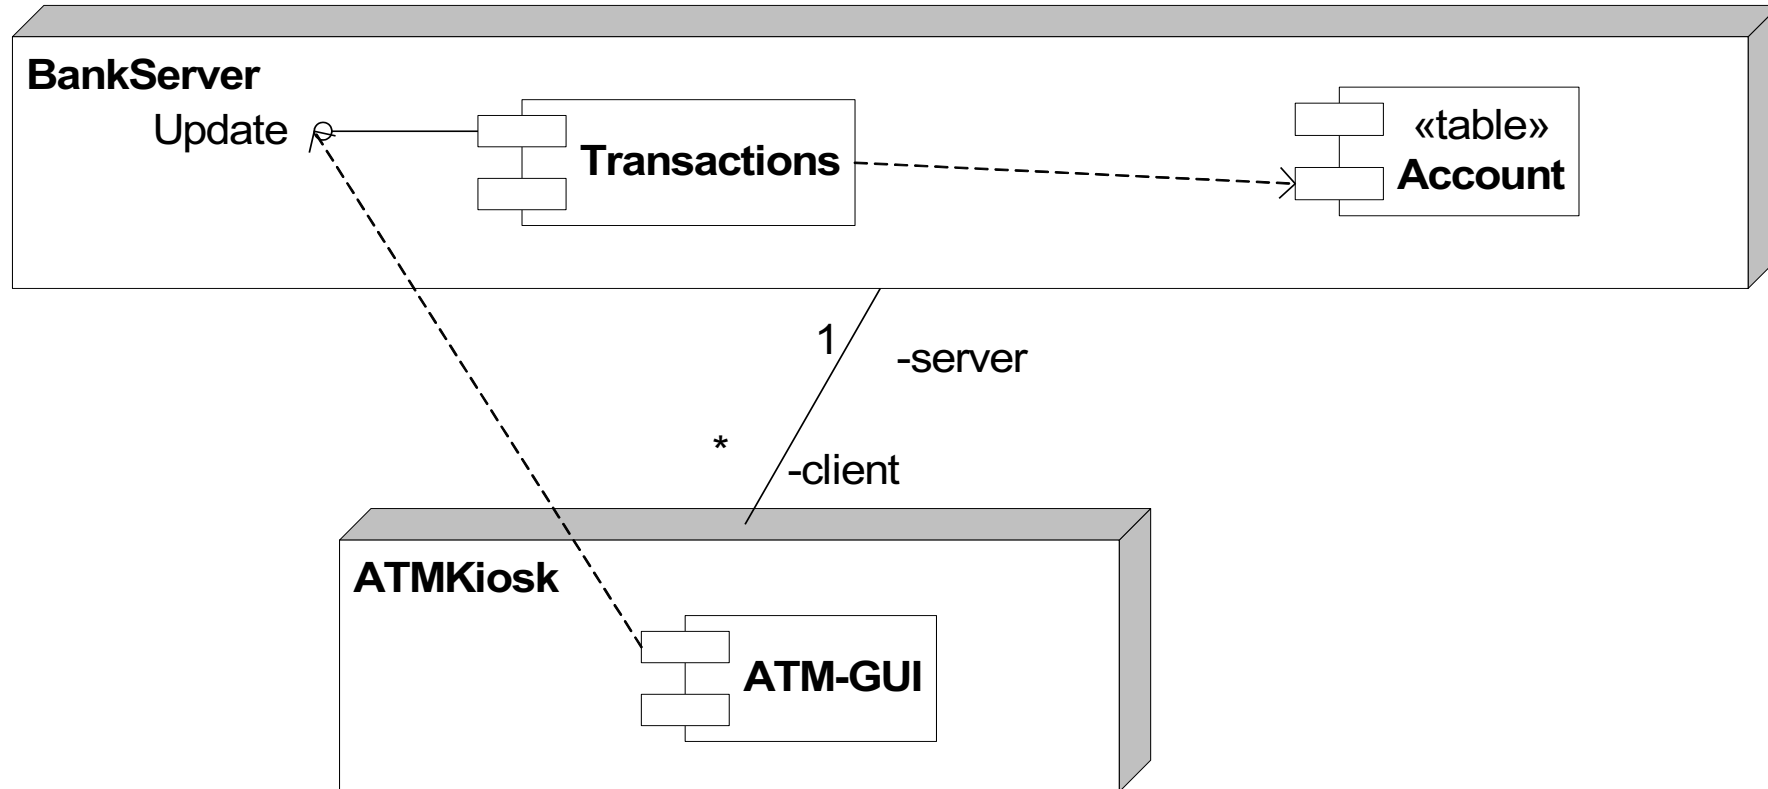 BankServer
Update
Transactions
«table»
Account
1
-server
*
-client
ATMKiosk
ATM-GUI